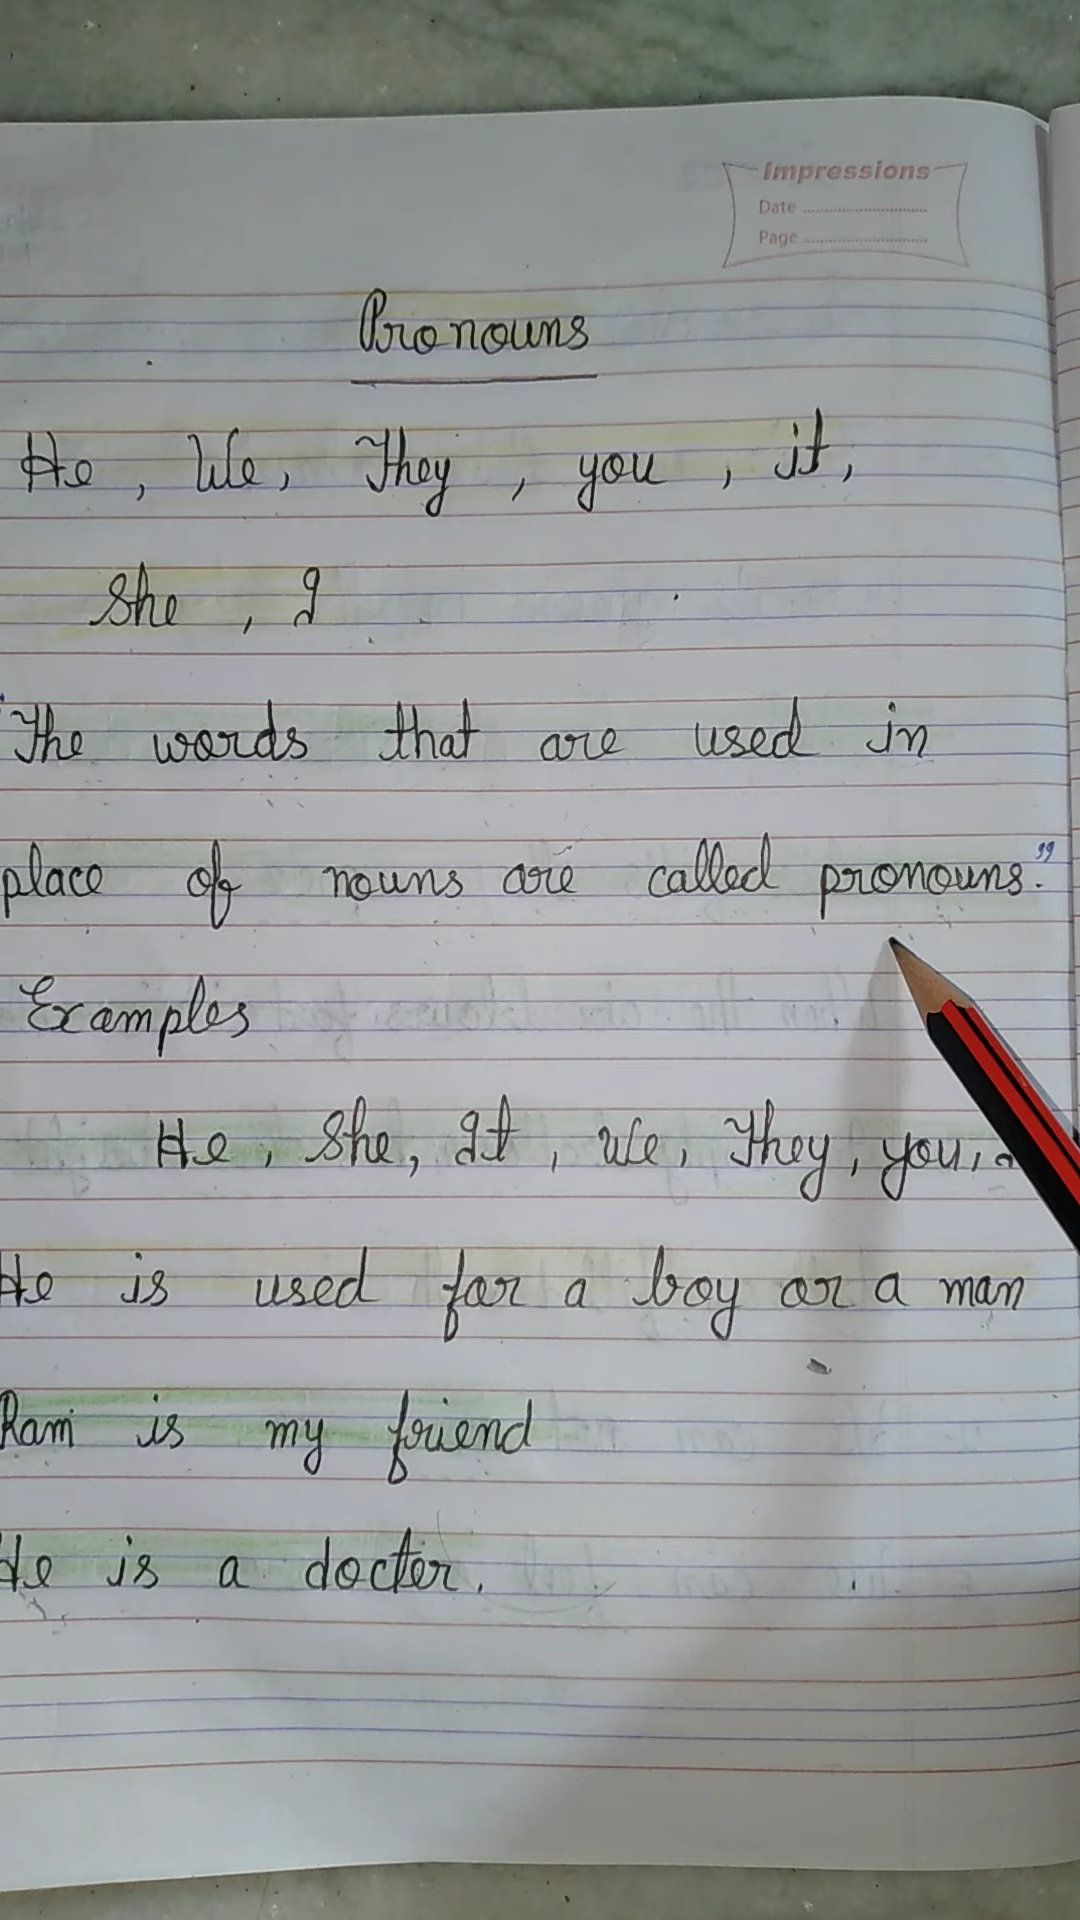 Impressions
Date
Page
Pronouns
He, We, They, you, it,
She, I
"The words that are used in
place of nouns are called pronouns."
Examples
He, She, It, We, They, you,
He is used for a boy or a man
Ram is my friend
He is a docter.